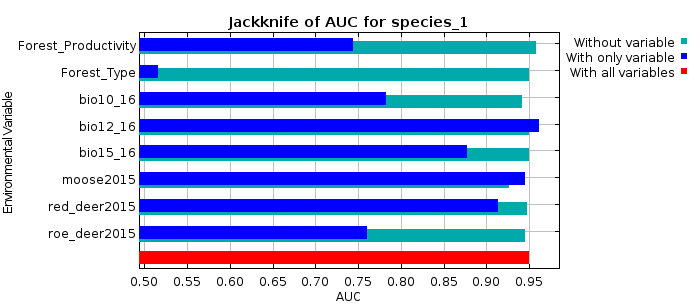 Jackknife of AUC for species_1
Environmental Variable
Forest_Productivity
Forest_Type
bio10_16
bio12_16
bio15_16
moose2015
red_deer2015
roe_deer2015
Without variable
With only variable
With all variables
0.50 0.55 0.60 0.65 0.70 0.75 0.80 0.85 0.90 0.95
AUC